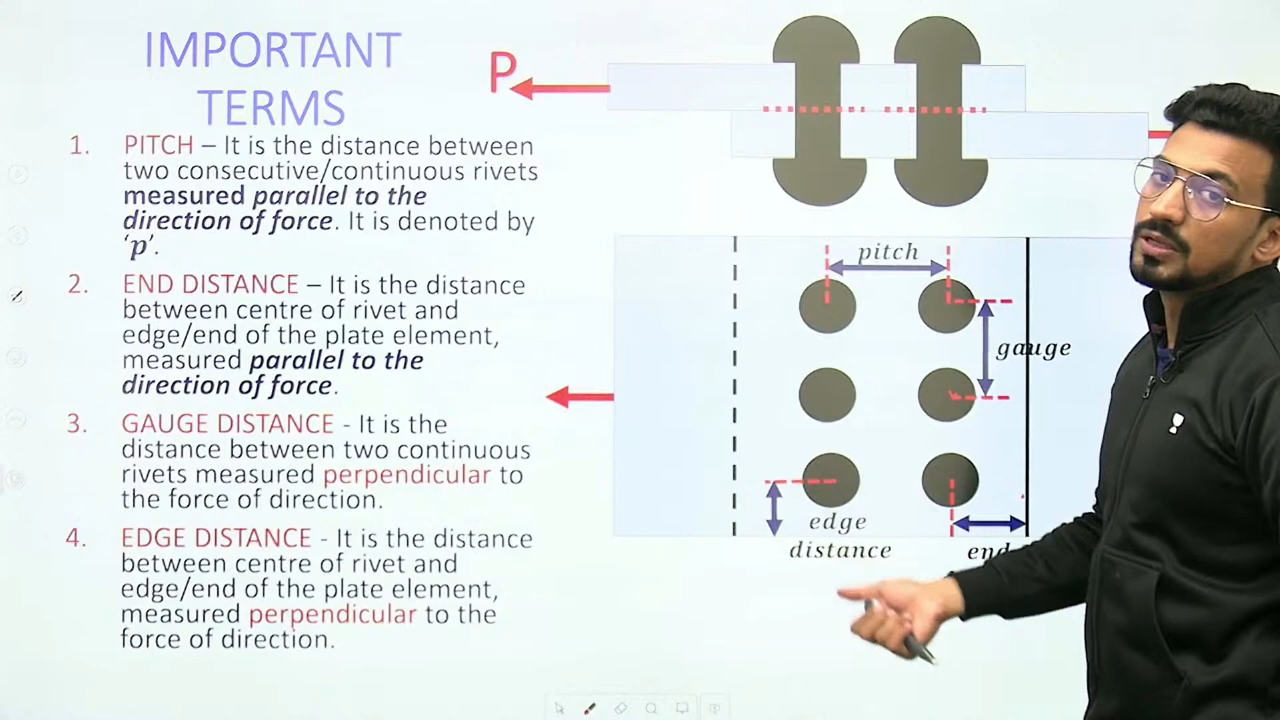 IMPORTANT
TERMS
1. PITCH – It is the distance between
two consecutive/continuous rivets
measured parallel to the
direction of force. It is denoted by
‘p’.
2. END DISTANCE – It is the distance
between centre of rivet and
edge/end of the plate element,
measured parallel to the
direction of force.
3. GAUGE DISTANCE - It is the
distance between two continuous
rivets measured perpendicular to
the force of direction.
4. EDGE DISTANCE - It is the distance
between centre of rivet and
edge/end of the plate element,
measured perpendicular to the
force of direction.
P
pitch
gauge
edge
distance
end